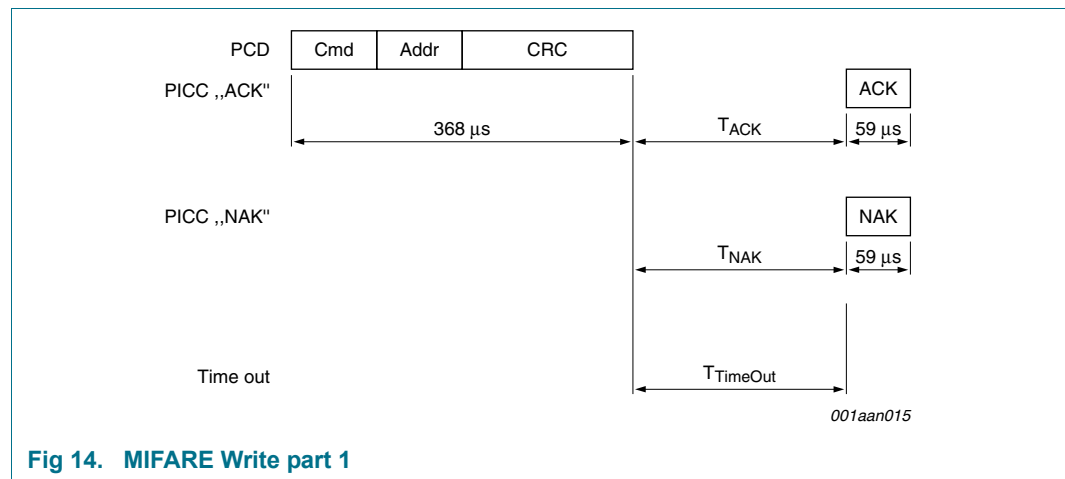 PCD Cmd Addr CRC
PICC ,,ACK" ACK
368 µs TACK 59 µs
PICC ,,NAK" NAK
TNAK 59 µs
Time out TTimeOut
001aan015
Fig 14. MIFARE Write part 1